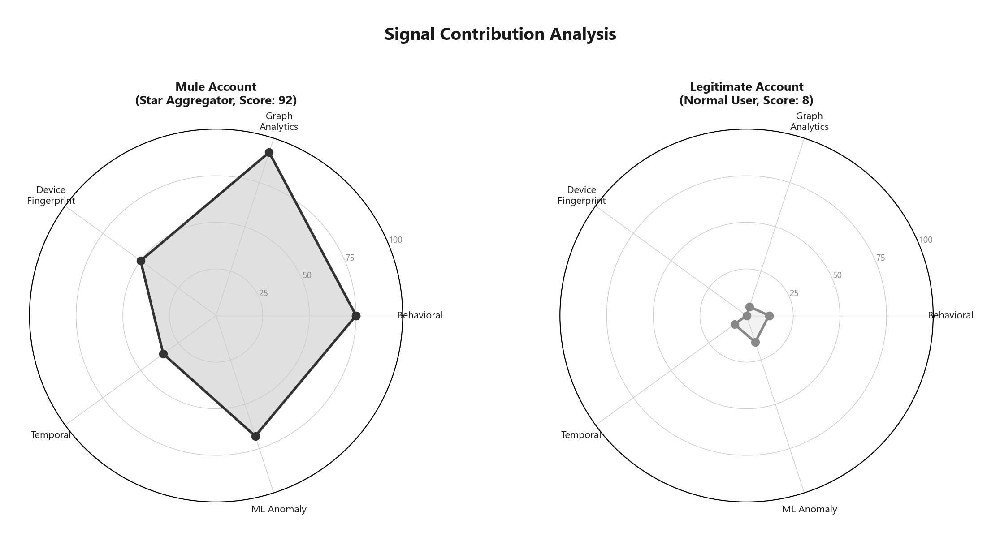 Signal Contribution Analysis
Mule Account
(Star Aggregator, Score: 92)
Graph
Analytics
Device
Fingerprint
100
75
50
25
Behavioral
Temporal
ML Anomaly
Legitimate Account
(Normal User, Score: 8)
Graph
Analytics
Device
Fingerprint
100
75
50
25
Behavioral
Temporal
ML Anomaly